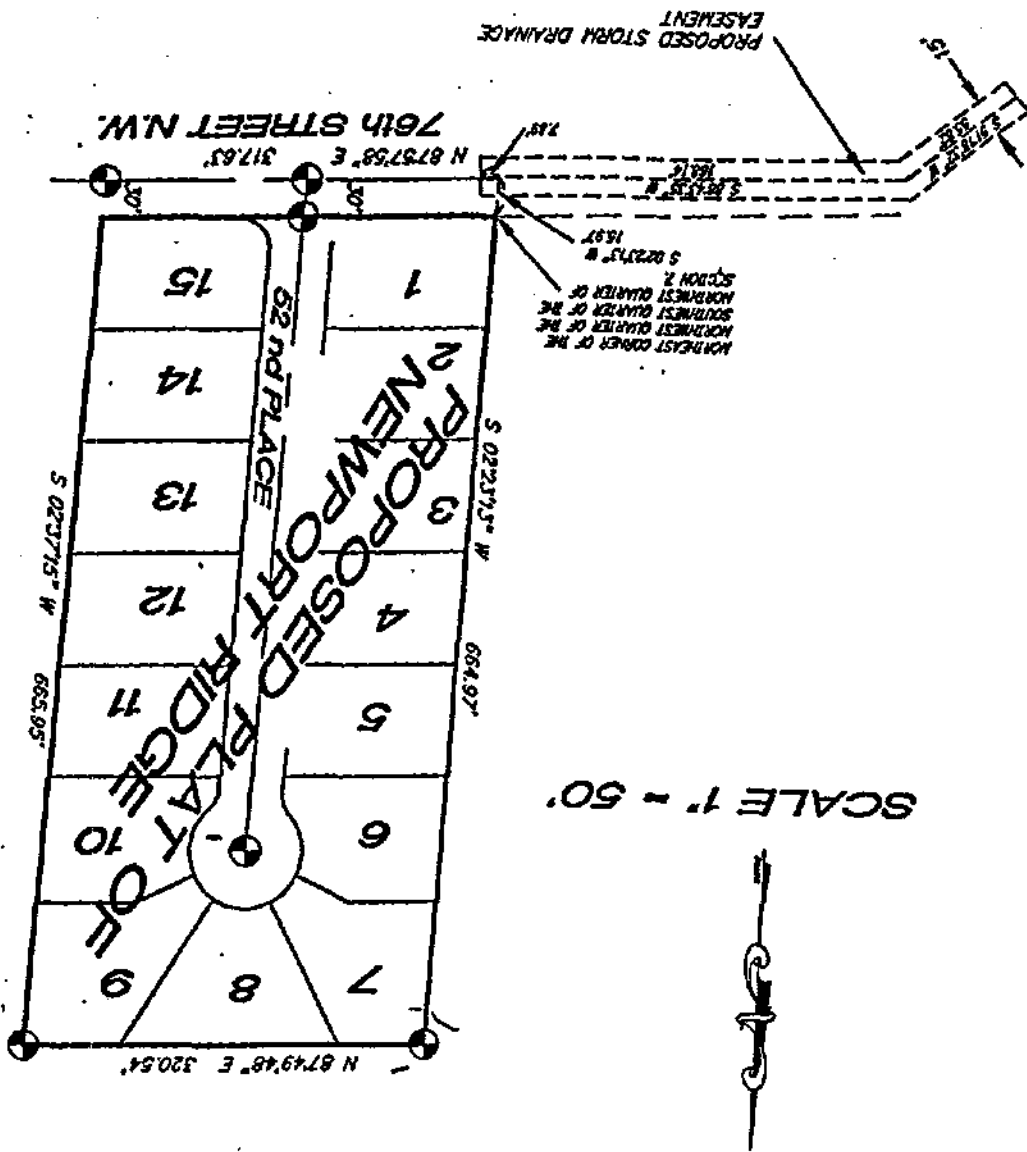 N 87°49'48" E 320.54'
7
8
9
SCALE 1" = 50'
6
10
5
11
4
12
3
13
2
14
1
15
PROPOSED PLAT OF
NEWPORT RIDGE
52nd PLACE
664.97'
S 02°23'13" W
665.95'
S 02°37'15" W
NORTHEAST CORNER OF THE
NORTHWEST QUARTER OF THE
SOUTHWEST QUARTER OF THE
NORTHWEST QUARTER OF
SECTION 2.
S 02°23'13" W
15.97'
30'
30'
N 87°57'58" E
317.63'
76th STREET N.W.
15'
PROPOSED STORM DRAINAGE
EASEMENT